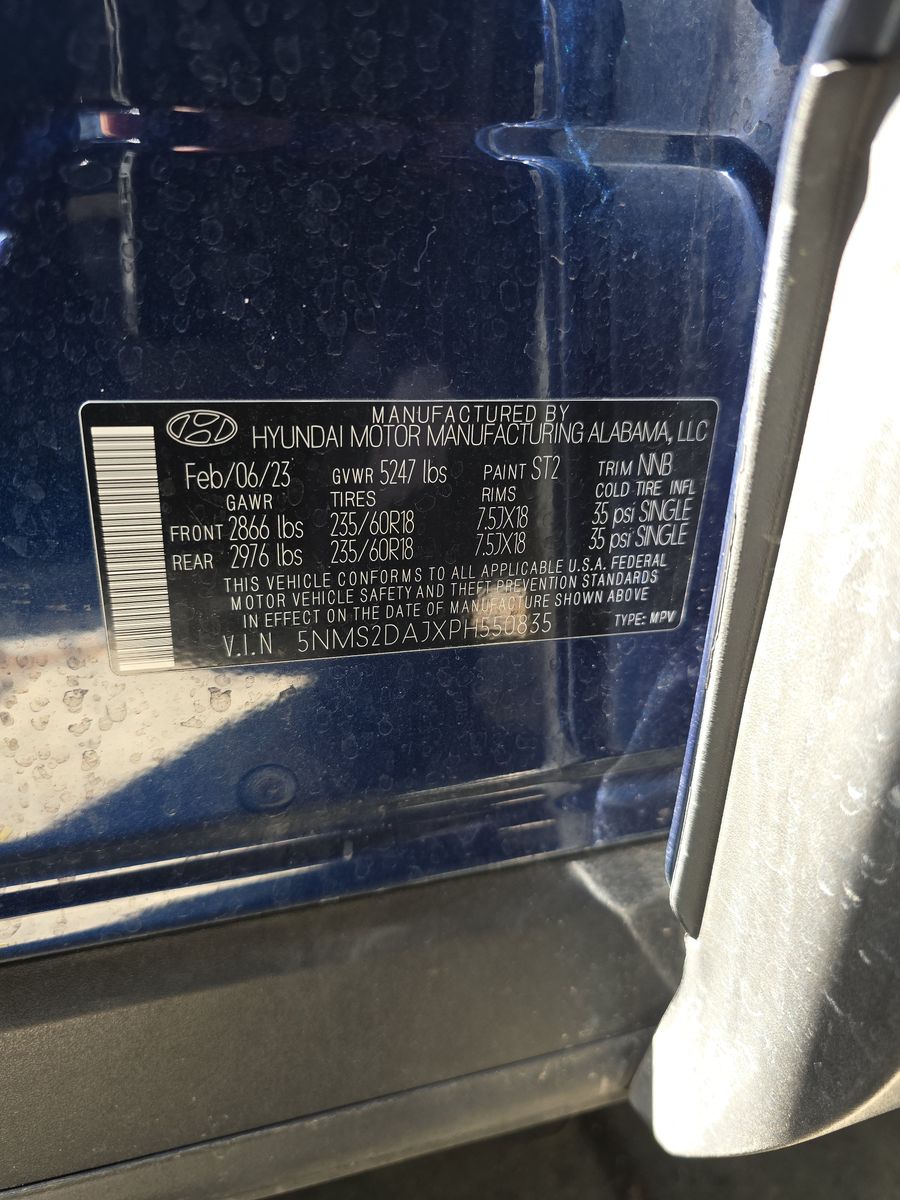 MANUFACTURED BY
HYUNDAI MOTOR MANUFACTURING ALABAMA, LLC
Feb/06/23 GVWR 5247 lbs PAINT ST2 TRIM NNB
GAWR TIRES RIMS COLD TIRE INFL
FRONT 2866 lbs 235/60R18 7.5JX18 35 psi SINGLE
REAR 2976 lbs 235/60R18 7.5JX18 35 psi SINGLE
THIS VEHICLE CONFORMS TO ALL APPLICABLE U.S.A. FEDERAL
MOTOR VEHICLE SAFETY AND THEFT PREVENTION STANDARDS
IN EFFECT ON THE DATE OF MANUFACTURE SHOWN ABOVE
V.I.N 5NMS2DAJXPH550835 TYPE: MPV